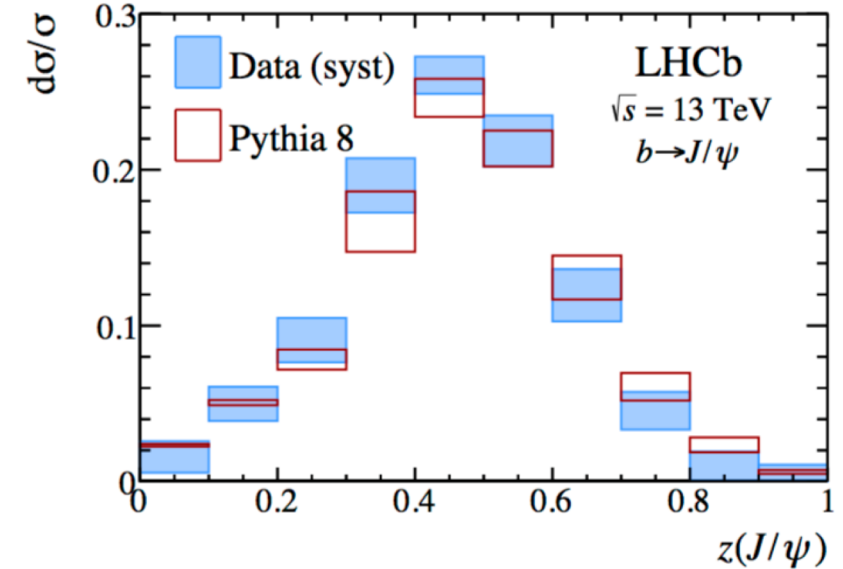 dσ/σ
0.3
0.2
0.1
0
Data (syst)
Pythia 8
LHCb
√s = 13 TeV
b→J/ψ
0 0.2 0.4 0.6 0.8 1
z(J/ψ)